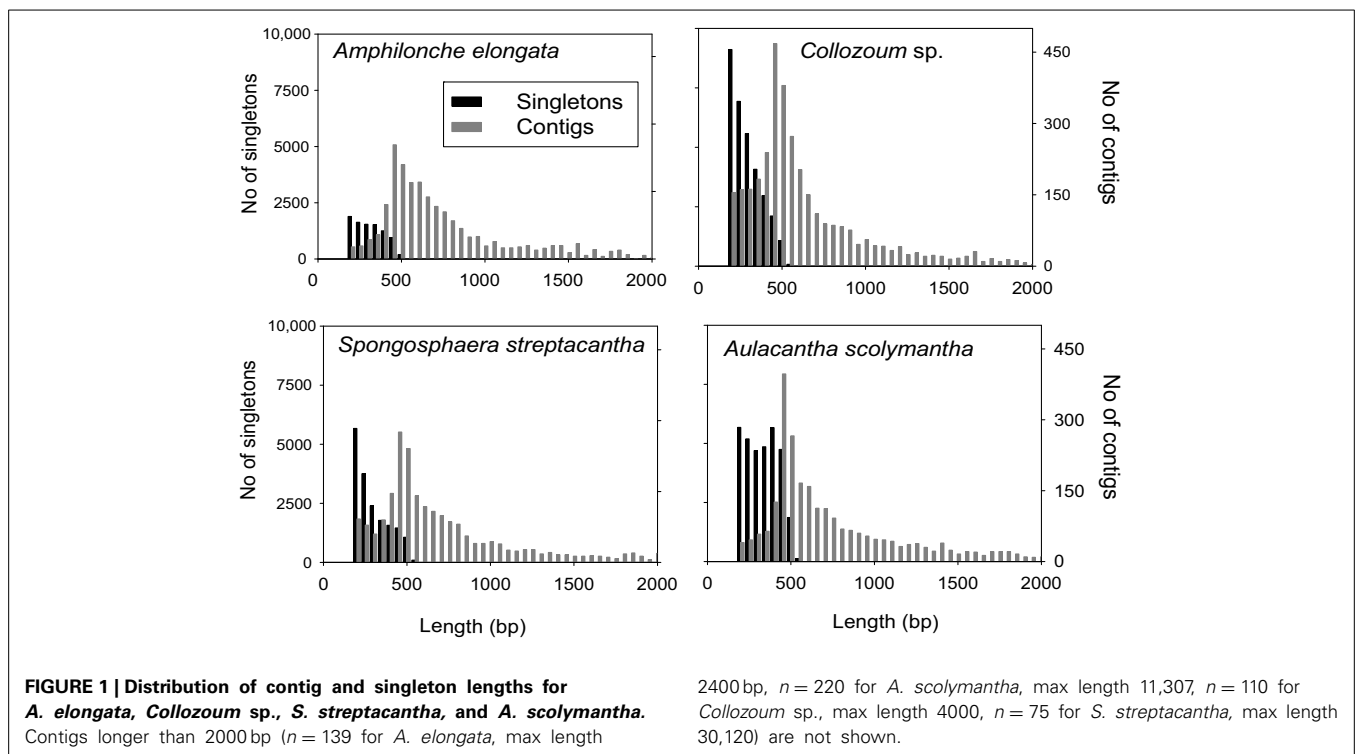 10,000
7500
5000
2500
0
No of singletons
Amphilonche elongata
Singletons
Contigs
0 500 1000 1500 2000
Collozoum sp.
450
300
150
0
No of contigs
0 500 1000 1500 2000
10,000
7500
5000
2500
0
No of singletons
Spongosphaera streptacantha
0 500 1000 1500 2000
Length (bp)
Aulacantha scolymantha
450
300
150
0
No of contigs
0 500 1000 1500 2000
Length (bp)
FIGURE 1 | Distribution of contig and singleton lengths for
A. elongata, Collozoum sp., S. streptacantha, and A. scolymantha.
Contigs longer than 2000 bp (n = 139 for A. elongata, max length
2400 bp, n = 220 for A. scolymantha, max length 11,307, n = 110 for
Collozoum sp., max length 4000, n = 75 for S. streptacantha, max length
30,120) are not shown.